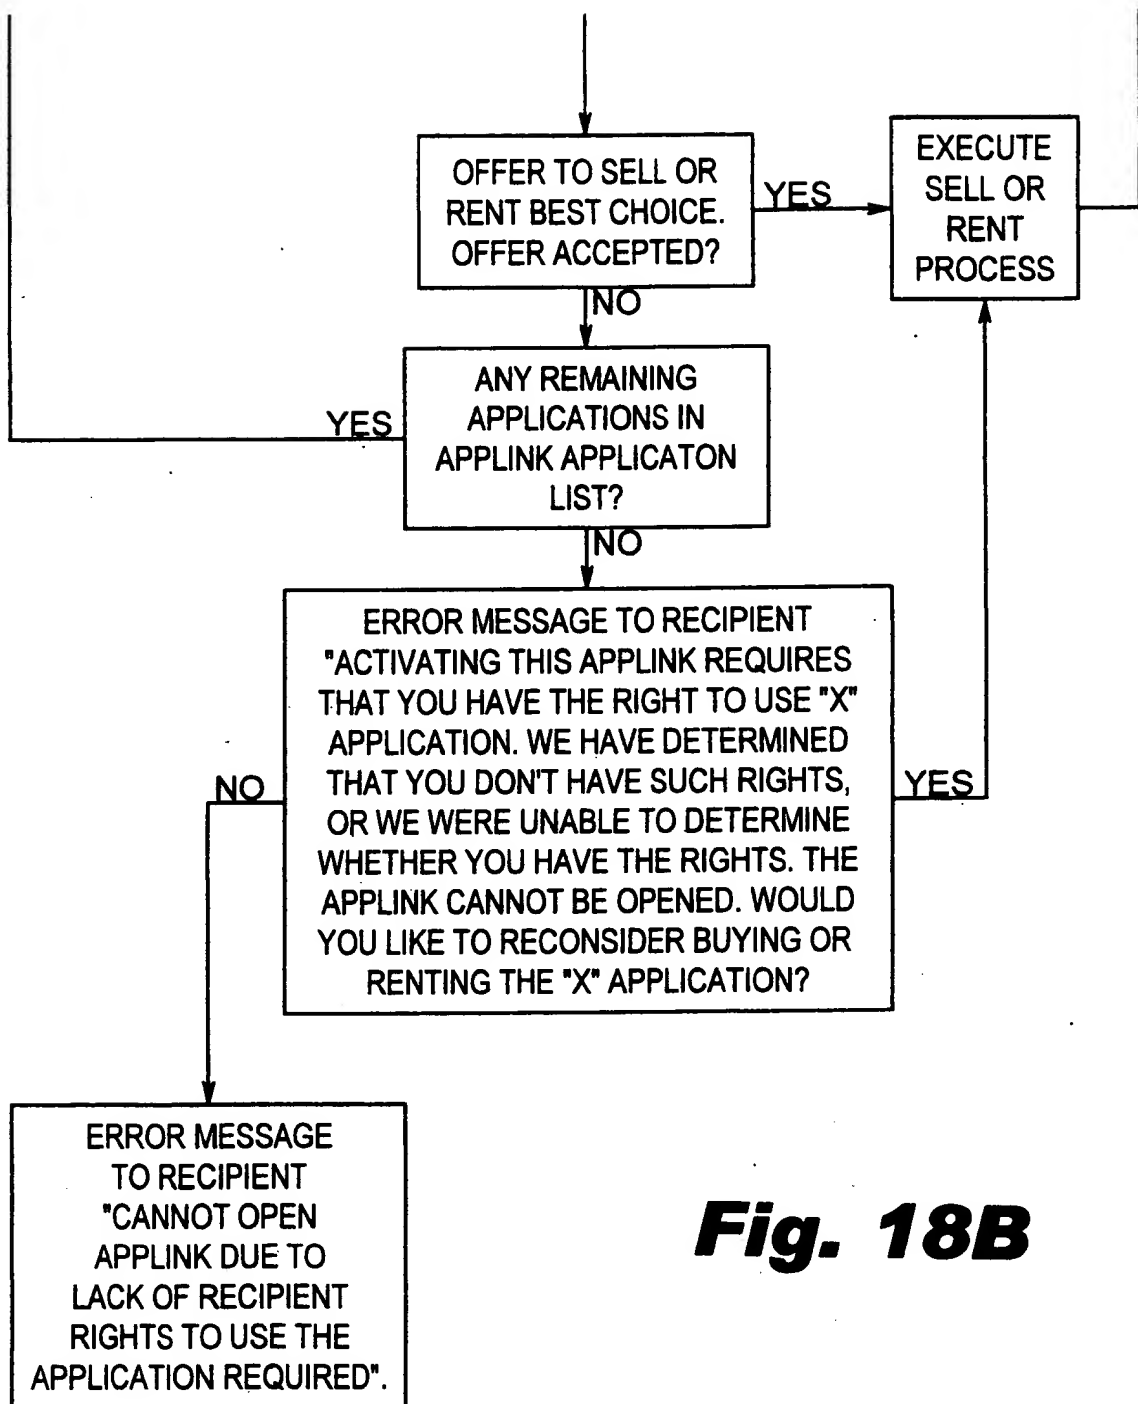 OFFER TO SELL OR
RENT BEST CHOICE.
OFFER ACCEPTED?
YES
EXECUTE
SELL OR
RENT
PROCESS
NO
ANY REMAINING
APPLICATIONS IN
APPLINK APPLICATON
LIST?
YES
NO
ERROR MESSAGE TO RECIPIENT
"ACTIVATING THIS APPLINK REQUIRES
THAT YOU HAVE THE RIGHT TO USE "X"
APPLICATION. WE HAVE DETERMINED
THAT YOU DON'T HAVE SUCH RIGHTS,
OR WE WERE UNABLE TO DETERMINE
WHETHER YOU HAVE THE RIGHTS. THE
APPLINK CANNOT BE OPENED. WOULD
YOU LIKE TO RECONSIDER BUYING OR
RENTING THE "X" APPLICATION?
NO
YES
ERROR MESSAGE
TO RECIPIENT
"CANNOT OPEN
APPLINK DUE TO
LACK OF RECIPIENT
RIGHTS TO USE THE
APPLICATION REQUIRED".
Fig. 18B